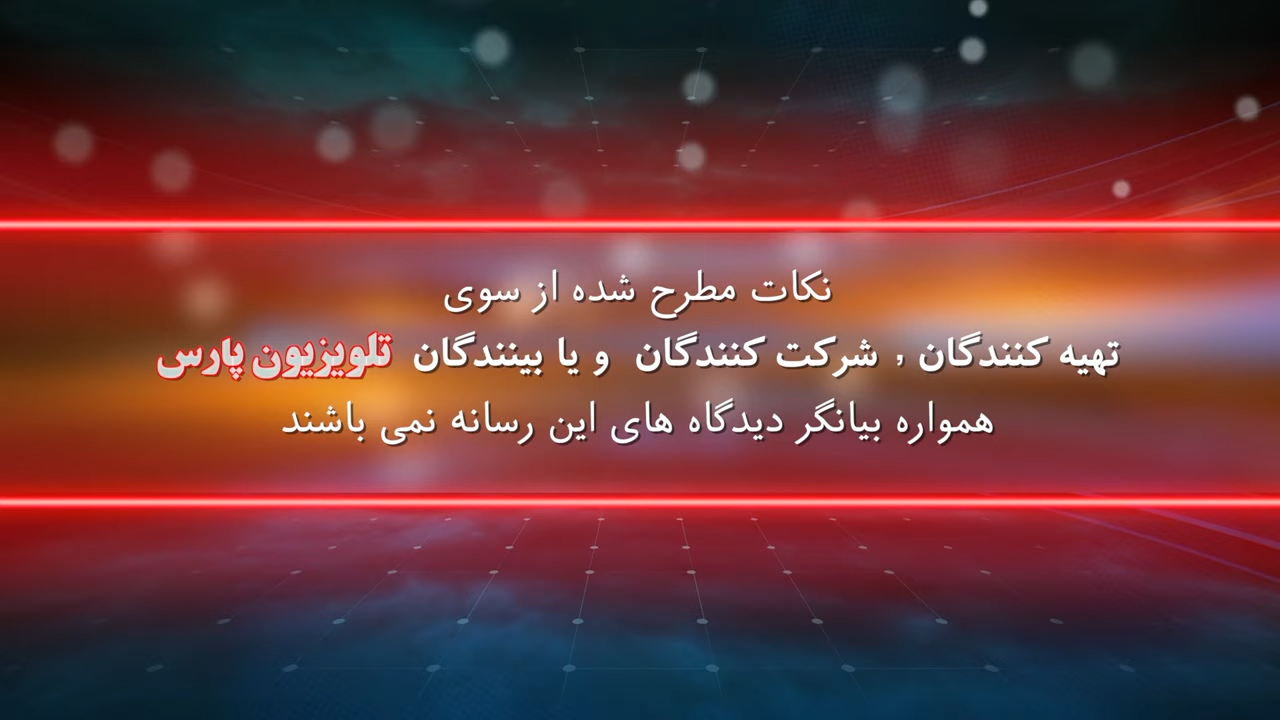 نکات مطرح شده از سوی
تهیه کنندگان , شرکت کنندگان و یا بینندگان تلویزیون پارس
همواره بیانگر دیدگاه های این رسانه نمی باشند